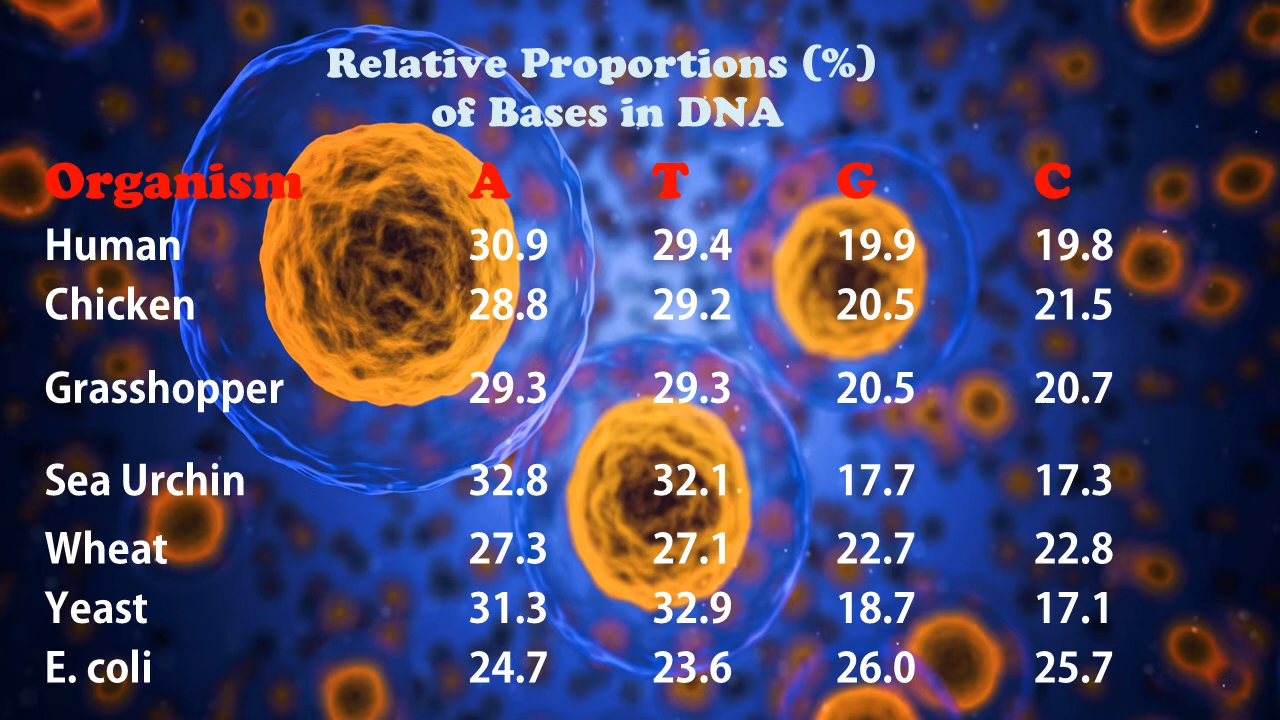 Relative Proportions (%)
of Bases in DNA
Organism A T G C
Human 30.9 29.4 19.9 19.8
Chicken 28.8 29.2 20.5 21.5
Grasshopper 29.3 29.3 20.5 20.7
Sea Urchin 32.8 32.1 17.7 17.3
Wheat 27.3 27.1 22.7 22.8
Yeast 31.3 32.9 18.7 17.1
E. coli 24.7 23.6 26.0 25.7